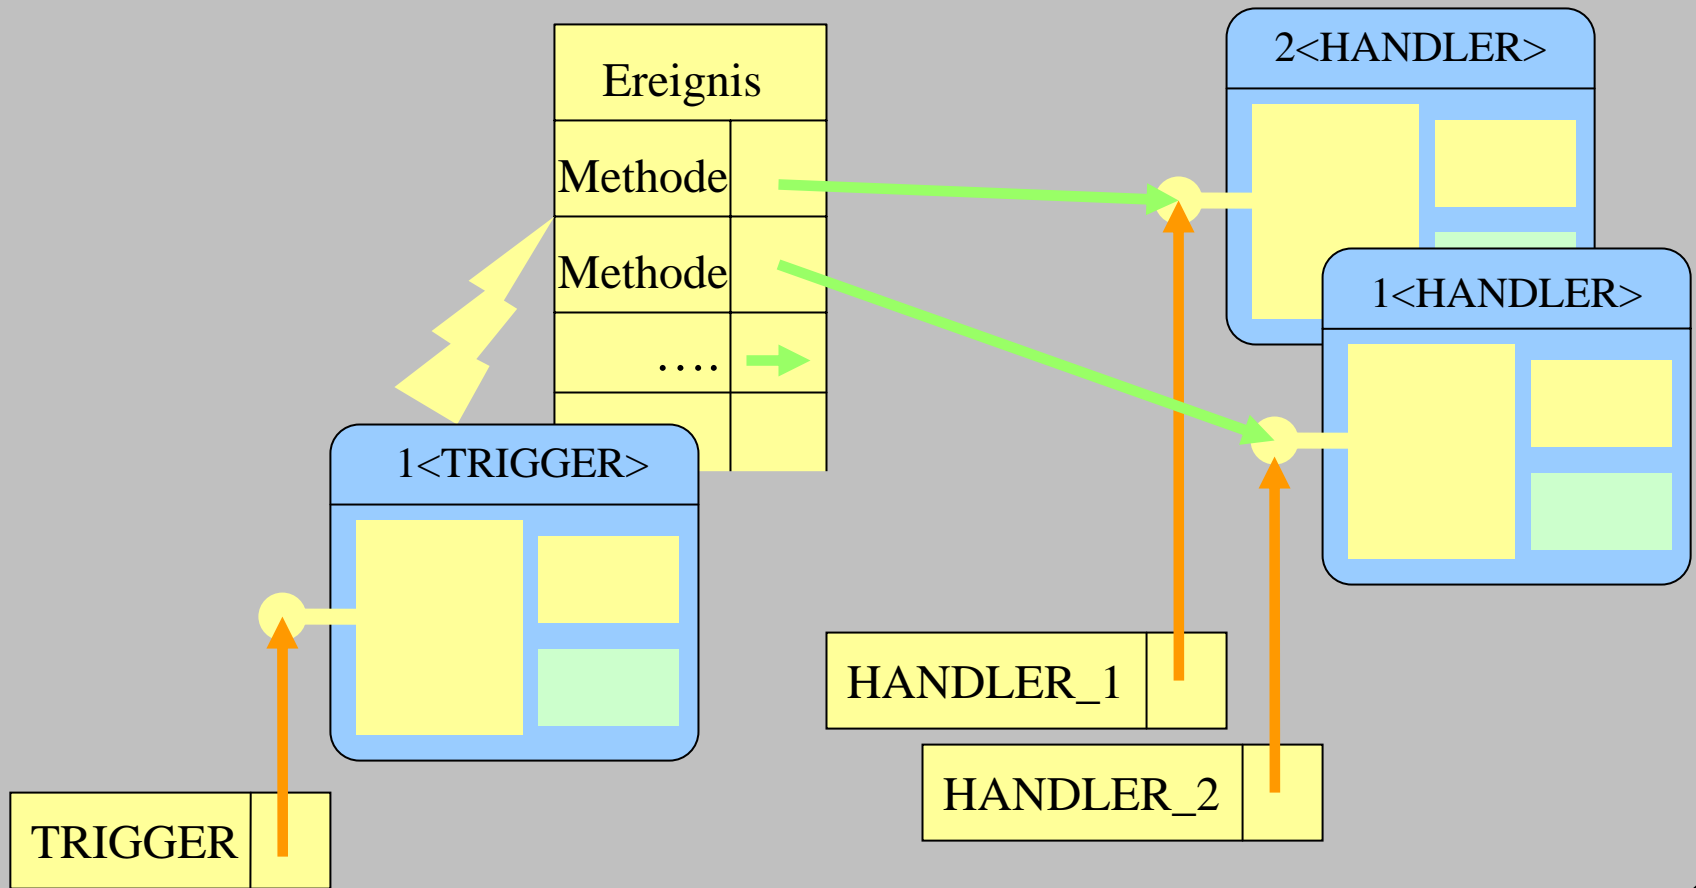 Ereignis
Methode
Methode
....
2<HANDLER>
1<HANDLER>
1<TRIGGER>
HANDLER_1
HANDLER_2
TRIGGER